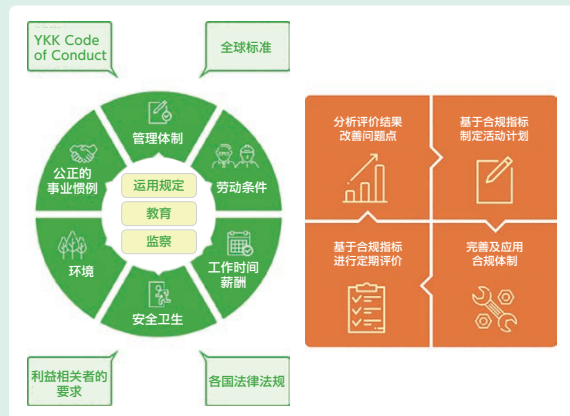 YKK Code
of Conduct
全球标准
管理体制
公正的
事业惯例
劳动条件
运用规定
教育
监察
环境
工作时间
薪酬
安全卫生
利益相关者的
要求
各国法律法规
分析评价结果
改善问题点
基于合规指标
制定活动计划
基于合规指标
进行定期评价
完善及应用
合规体制